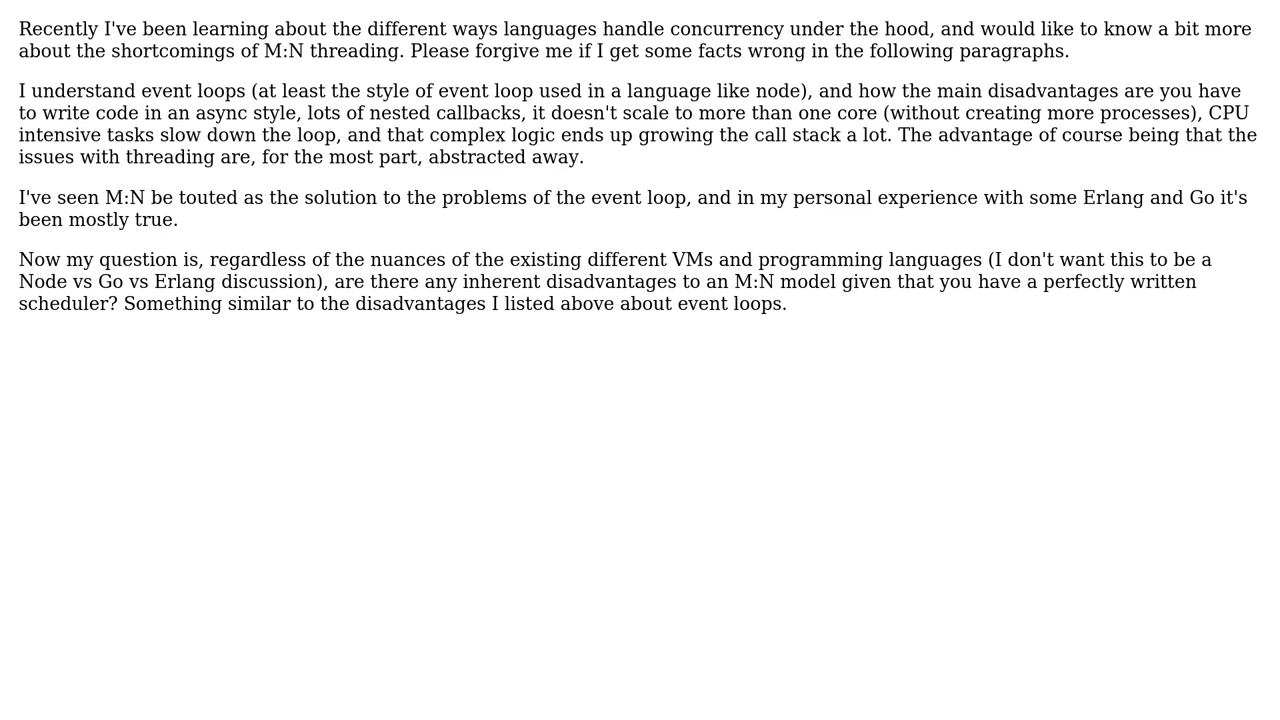 Recently I've been learning about the different ways languages handle concurrency under the hood, and would like to know a bit more
about the shortcomings of M:N threading. Please forgive me if I get some facts wrong in the following paragraphs.
I understand event loops (at least the style of event loop used in a language like node), and how the main disadvantages are you have
to write code in an async style, lots of nested callbacks, it doesn't scale to more than one core (without creating more processes), CPU
intensive tasks slow down the loop, and that complex logic ends up growing the call stack a lot. The advantage of course being that the
issues with threading are, for the most part, abstracted away.
I've seen M:N be touted as the solution to the problems of the event loop, and in my personal experience with some Erlang and Go it's
been mostly true.
Now my question is, regardless of the nuances of the existing different VMs and programming languages (I don't want this to be a
Node vs Go vs Erlang discussion), are there any inherent disadvantages to an M:N model given that you have a perfectly written
scheduler? Something similar to the disadvantages I listed above about event loops.